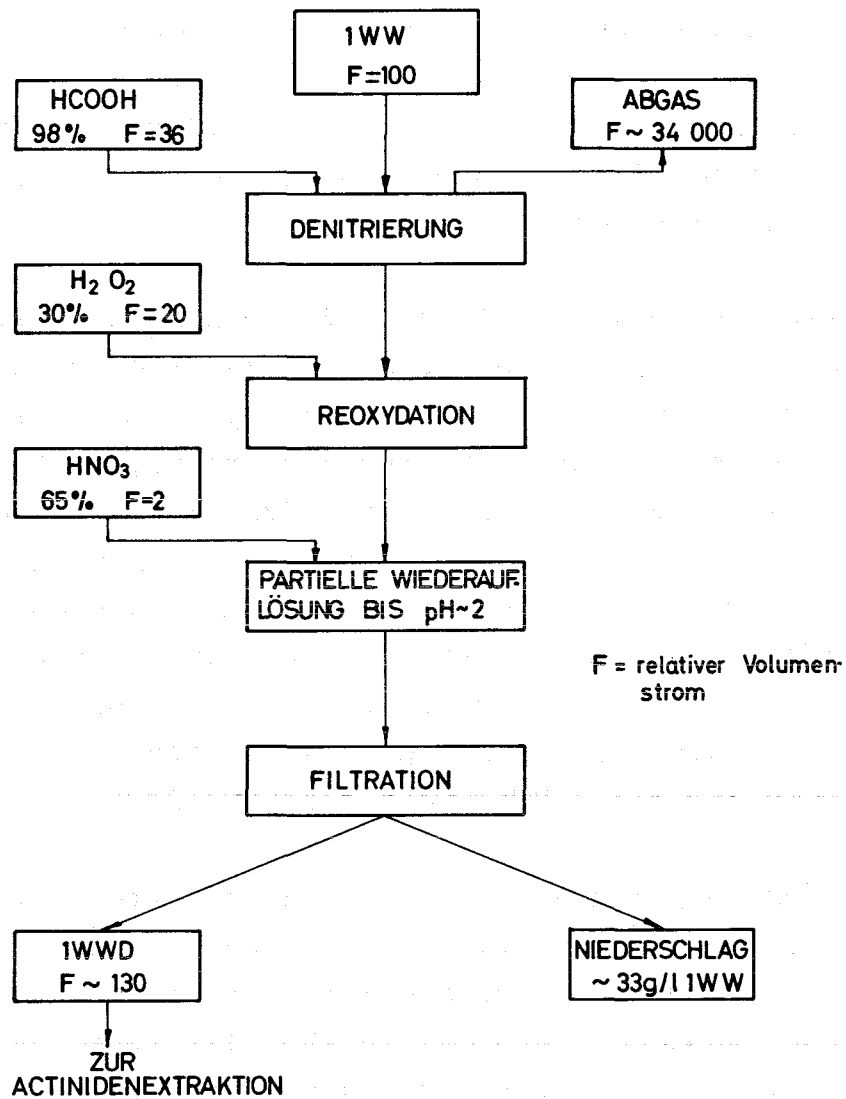 1WW
F=100
HCOOH
98% F=36
ABGAS
F ~ 34 000
DENITRIERUNG
H2 O2
30% F=20
REOXYDATION
HNO3
65% F=2
PARTIELLE WIEDERAUF-
LÖSUNG BIS pH~2
F = relativer Volumen-
strom
FILTRATION
1WWD
F ~ 130
NIEDERSCHLAG
~ 33g/l 1WW
ZUR
ACTINIDENEXTRAKTION